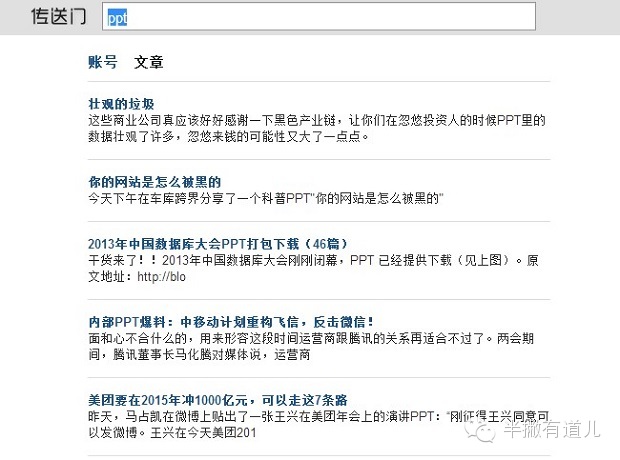 传送门 ppt
账号 文章
壮观的垃圾
这些商业公司真应该好好感谢一下黑色产业链，让你们在忽悠投资人的时候PPT里的
数据壮观了许多，忽悠来钱的可能性又大了一点点。
你的网站是怎么被黑的
今天下午在车库跨界分享了一个科普PPT"你的网站是怎么被黑的"
2013年中国数据库大会PPT打包下载（46篇）
干货来了！！2013年中国数据库大会刚刚闭幕，PPT 已经提供下载（见上图）。原
文地址：http://blo
内部PPT爆料：中移动计划重构飞信，反击微信！
面和心不合什么的，用来形容这段时间运营商跟腾讯的关系再适合不过了。两会期
间，腾讯董事长马化腾对媒体说，运营商
美团要在2015年冲1000亿元，可以走这7条路
昨天，马占凯在微博上贴出了一张王兴在美团年会上的演讲PPT：“刚征得王兴同意可
以发微博。王兴在今天美团201
半撇有道儿